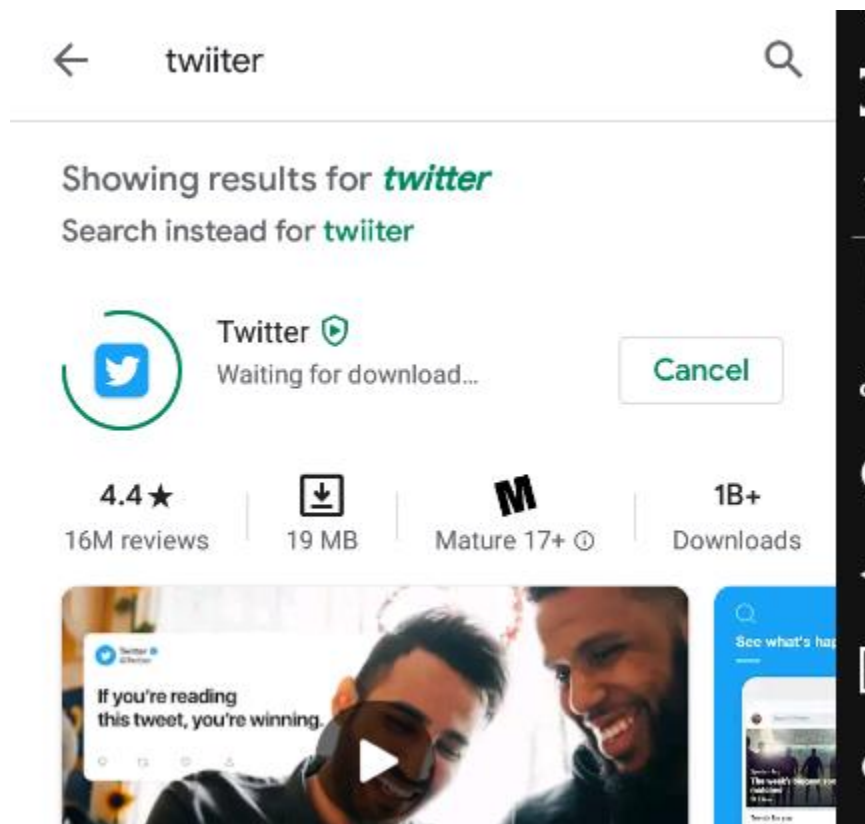 twiiter
Showing results for twitter
Search instead for twiiter
Twitter
Waiting for download...
Cancel
4.4★
16M reviews
19 MB
M
Mature 17+
1B+
Downloads
Twitter
If you're reading
this tweet, you're winning.
See what's hap